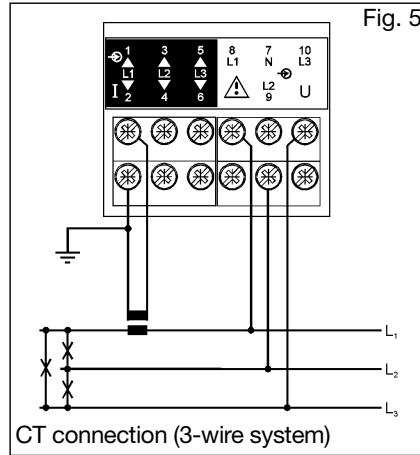 Fig. 5
1 3 5 8 7 10
L1 N L3
L1 L2 L3
L2
I 2 4 6 9 U
L1
L2
L3
CT connection (3-wire system)